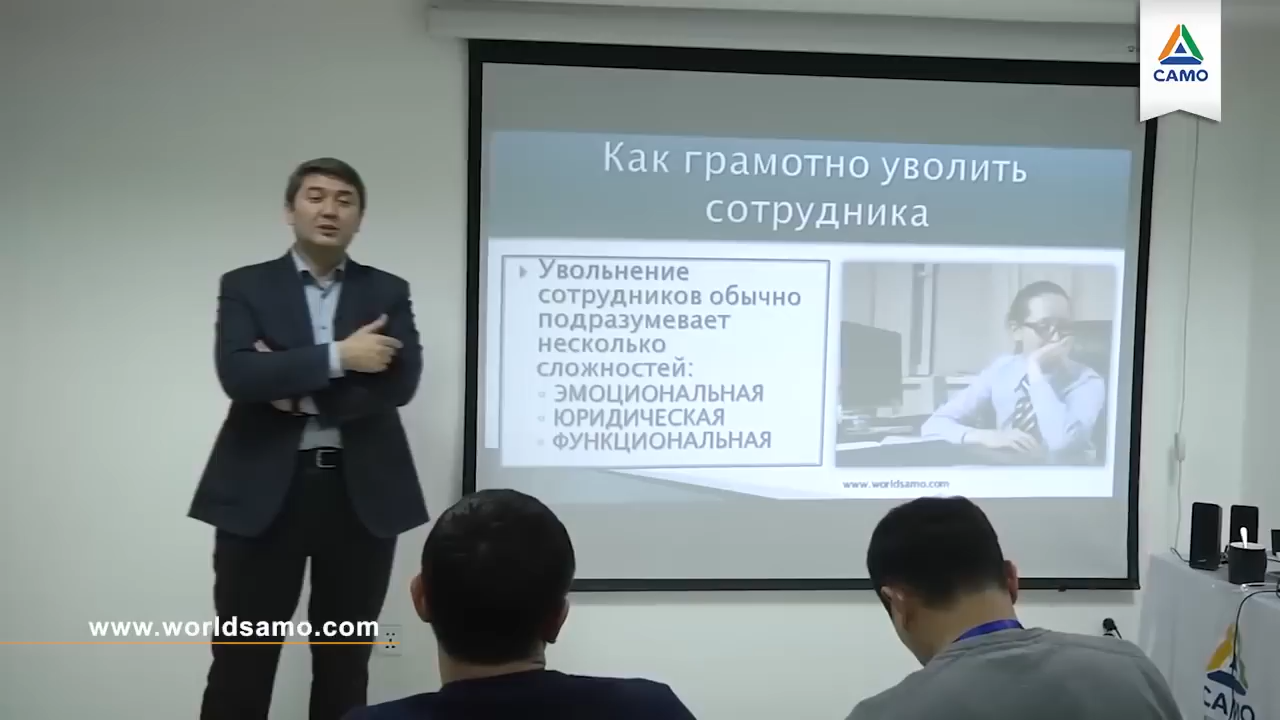 САМО
Как грамотно уволить
сотрудника
Увольнение
сотрудников обычно
подразумевает
несколько
сложностей:
ЭМОЦИОНАЛЬНАЯ
ЮРИДИЧЕСКАЯ
ФУНКЦИОНАЛЬНАЯ
www.worldsamo.com
www.worldsamo.com
САМО